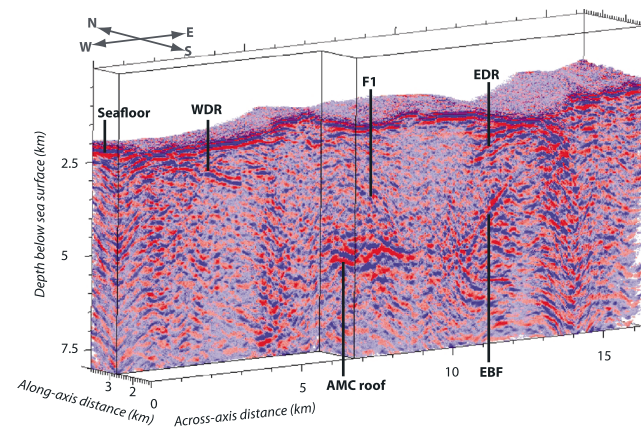 N
E
W
S
F1
EDR
Seafloor
WDR
2.5
5
7.5
Depth below sea surface (km)
AMC roof
EBF
3
2
0
5
10
15
Along-axis distance (km)
Across-axis distance (km)